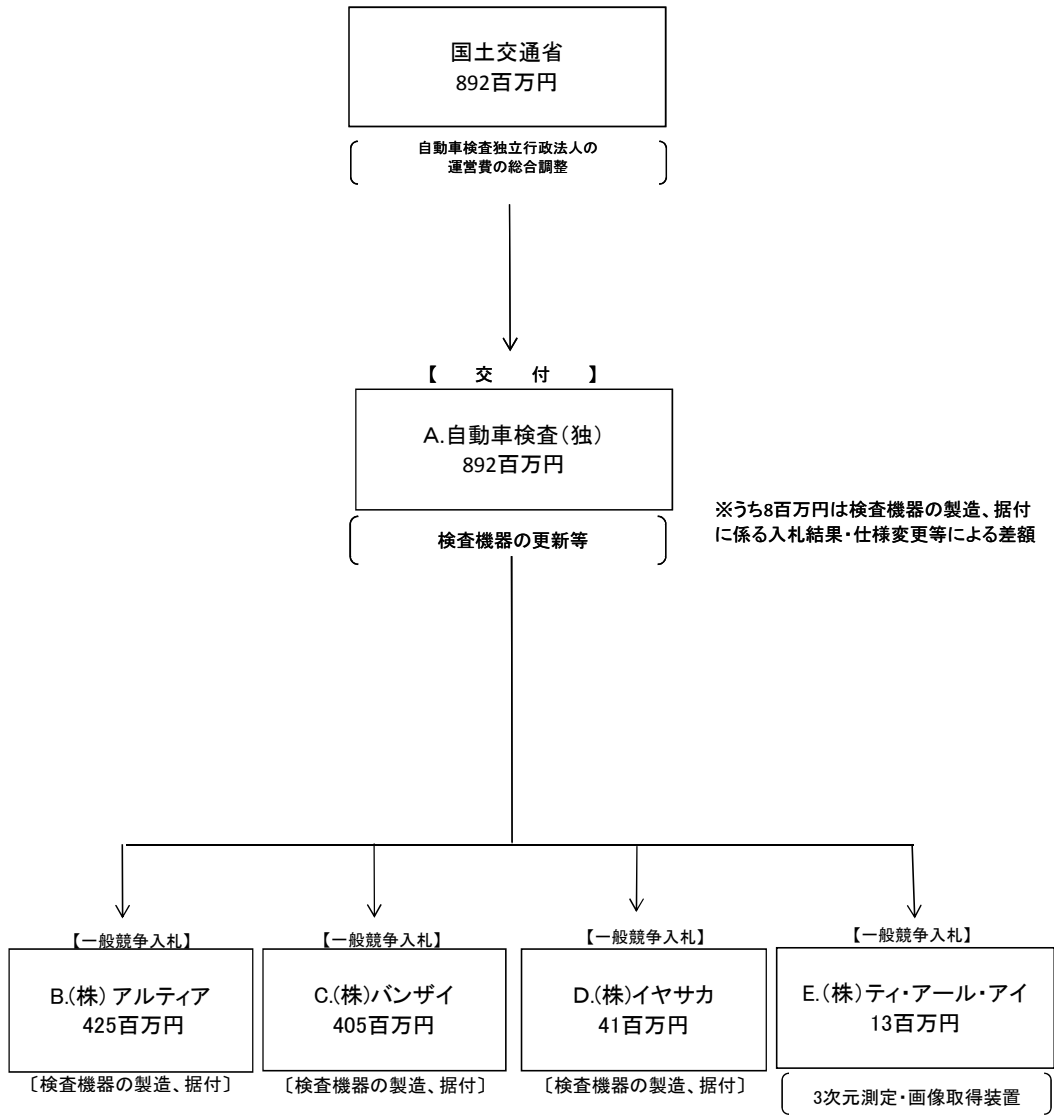 国土交通省
892百万円
自動車検査独立行政法人の
運営費の総合調整
【 交 付 】
A.自動車検査(独)
892百万円
検査機器の更新等
※うち8百万円は検査機器の製造、据付
に係る入札結果・仕様変更等による差額
【一般競争入札】
B.(株) アルティア
425百万円
〔検査機器の製造、据付〕
【一般競争入札】
C.(株)バンザイ
405百万円
〔検査機器の製造、据付〕
【一般競争入札】
D.(株)イヤサカ
41百万円
〔検査機器の製造、据付〕
【一般競争入札】
E.(株)ティ・アール・アイ
13百万円
3次元測定・画像取得装置